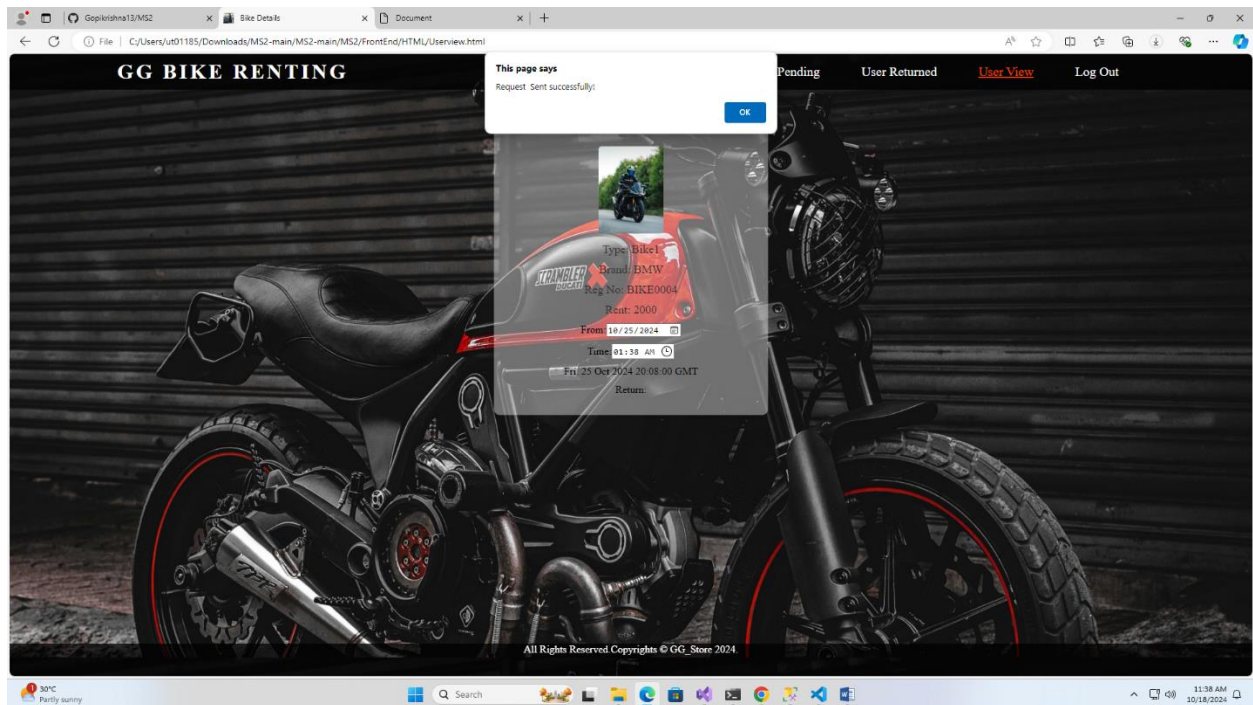 Gopikrishna13/MS2
Bike Details
Document
File
C:/Users/ut01185/Downloads/MS2-main/MS2-main/MS2/FrontEnd/HTML/Userview.html
GG BIKE RENTING
Pending
User Returned
User View
Log Out
This page says
Request Sent successfully!
OK
Type: Bike1
Brand: BMW
Reg No: BIKE0004
Rent: 2000
From: 10/25/2024
Time: 01:38 AM
Fri, 25 Oct 2024 20:08:00 GMT
Return:
SCRAMBLER
DUCATI
All Rights Reserved.Copyrights © GG_Store 2024.
30°C
Partly sunny
Search
11:38 AM
10/18/2024